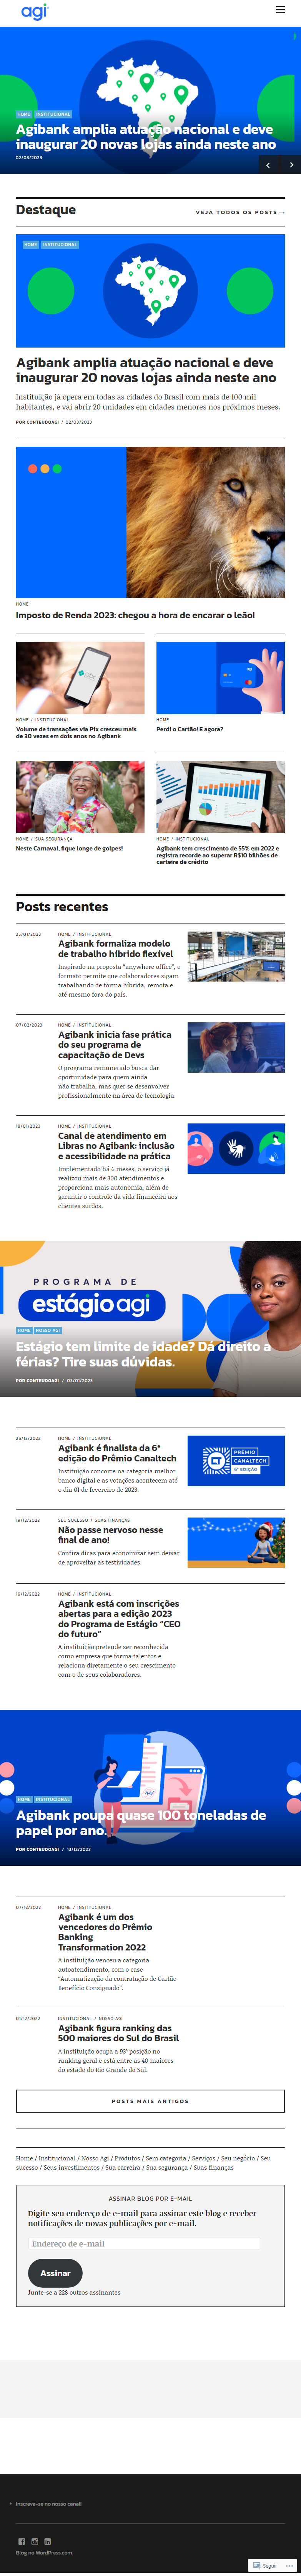 agi
HOME INSTITUCIONAL
Agibank amplia atuação nacional e deve
inaugurar 20 novas lojas ainda neste ano
02/03/2023
Destaque
VEJA TODOS OS POSTS →
HOME INSTITUCIONAL
Agibank amplia atuação nacional e deve
inaugurar 20 novas lojas ainda neste ano
Instituição já opera em todas as cidades do Brasil com mais de 100 mil
habitantes, e vai abrir 20 unidades em cidades menores nos próximos meses.
POR CONTEUDOAGI / 02/03/2023
HOME
Imposto de Renda 2023: chegou a hora de encarar o leão!
HOME / INSTITUCIONAL
Volume de transações via Pix cresceu mais
de 30 vezes em dois anos no Agibank
HOME
Perdi o Cartão! E agora?
HOME / SUA SEGURANÇA
Neste Carnaval, fique longe de golpes!
HOME / INSTITUCIONAL
Agibank tem crescimento de 55% em 2022 e
registra recorde ao superar R$10 bilhões de
carteira de crédito
Posts recentes
25/01/2023
HOME / INSTITUCIONAL
Agibank formaliza modelo
de trabalho híbrido flexível
Inspirado na proposta “anywhere office”, o
formato permite que colaboradores sigam
trabalhando de forma híbrida, remota e
até mesmo fora do país.
07/02/2023
HOME / INSTITUCIONAL
Agibank inicia fase prática
do seu programa de
capacitação de Devs
O programa remunerado busca dar
oportunidade para quem ainda
não trabalha, mas quer se desenvolver
profissionalmente na área de tecnologia.
18/01/2023
HOME / INSTITUCIONAL
Canal de atendimento em
Libras no Agibank: inclusão
e acessibilidade na prática
Implementado há 6 meses, o serviço já
realizou mais de 300 atendimentos e
proporciona mais autonomia, além de
garantir o controle da vida financeira aos
clientes surdos.
PROGRAMA DE
estágio agi
HOME NOSSO AGI
Estágio tem limite de idade? Dá direito a
férias? Tire suas dúvidas.
POR CONTEUDOAGI / 03/01/2023
26/12/2022
HOME / INSTITUCIONAL
Agibank é finalista da 6ª
edição do Prêmio Canaltech
Instituição concorre na categoria melhor
banco digital e as votações acontecem até
o dia 01 de fevereiro de 2023.
PRÊMIO
CANALTECH
6ª EDIÇÃO
19/12/2022
SEU SUCESSO / SUAS FINANÇAS
Não passe nervoso nesse
final de ano!
Confira dicas para economizar sem deixar
de aproveitar as festividades.
16/12/2022
HOME / INSTITUCIONAL
Agibank está com inscrições
abertas para a edição 2023
do Programa de Estágio “CEO
do futuro”
A instituição pretende ser reconhecida
como empresa que forma talentos e
relaciona diretamente o seu crescimento
com o de seus colaboradores.
HOME INSTITUCIONAL
Agibank poupa quase 100 toneladas de
papel por ano.
POR CONTEUDOAGI / 13/12/2022
07/12/2022
HOME / INSTITUCIONAL
Agibank é um dos
vencedores do Prêmio
Banking
Transformation 2022
A instituição venceu a categoria
autoatendimento, com o case
“Automatização da contratação de Cartão
Benefício Consignado”.
01/12/2022
INSTITUCIONAL / NOSSO AGI
Agibank figura ranking das
500 maiores do Sul do Brasil
A instituição ocupa a 93ª posição no
ranking geral e está entre as 40 maiores
do estado do Rio Grande do Sul.
POSTS MAIS ANTIGOS
Home / Institucional / Nosso Agi / Produtos / Sem categoria / Serviços / Seu negócio / Seu
sucesso / Seus investimentos / Sua carreira / Sua segurança / Suas finanças
ASSINAR BLOG POR E-MAIL
Digite seu endereço de e-mail para assinar este blog e receber
notificações de novas publicações por e-mail.
Endereço de e-mail
Assinar
Junte-se a 228 outros assinantes
Inscreva-se no nosso canal!
Blog no WordPress.com.
Seguir